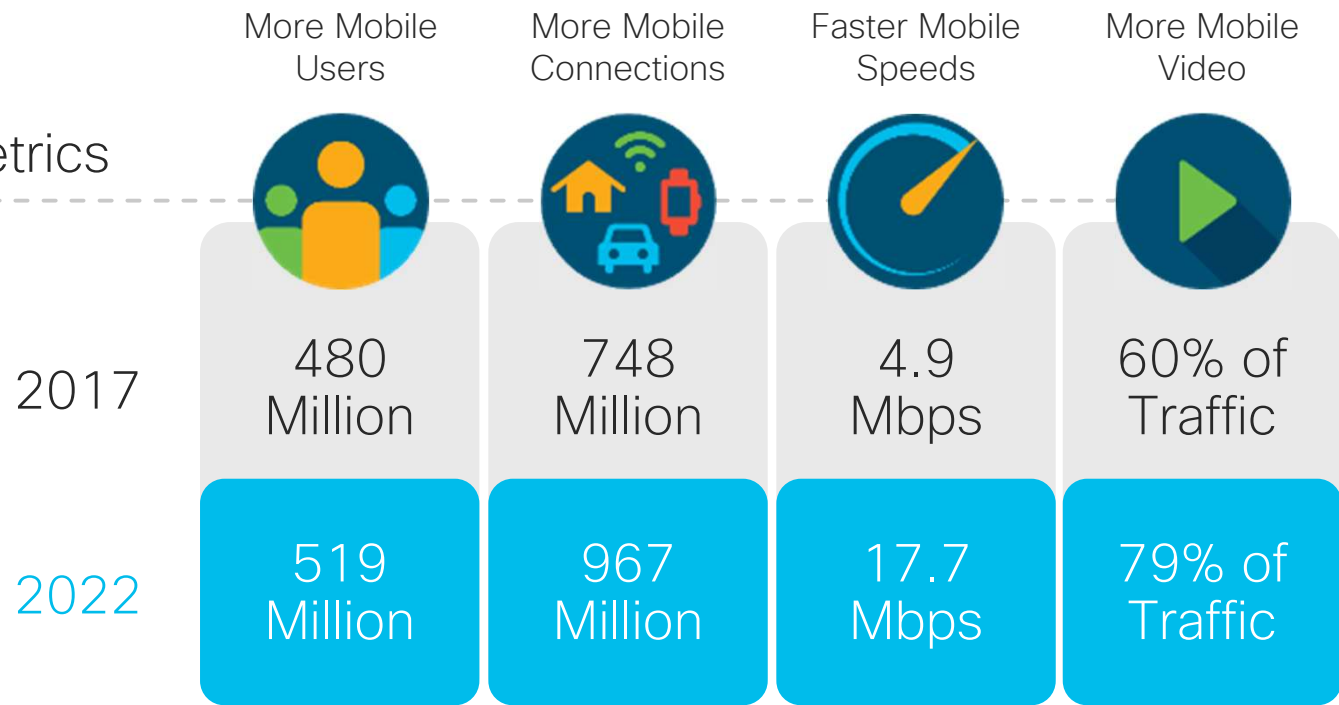 More Mobile
Users
More Mobile
Connections
Faster Mobile
Speeds
More Mobile
Video
etrics
2017
480
Million
748
Million
4.9
Mbps
60% of
Traffic
2022
519
Million
967
Million
17.7
Mbps
79% of
Traffic